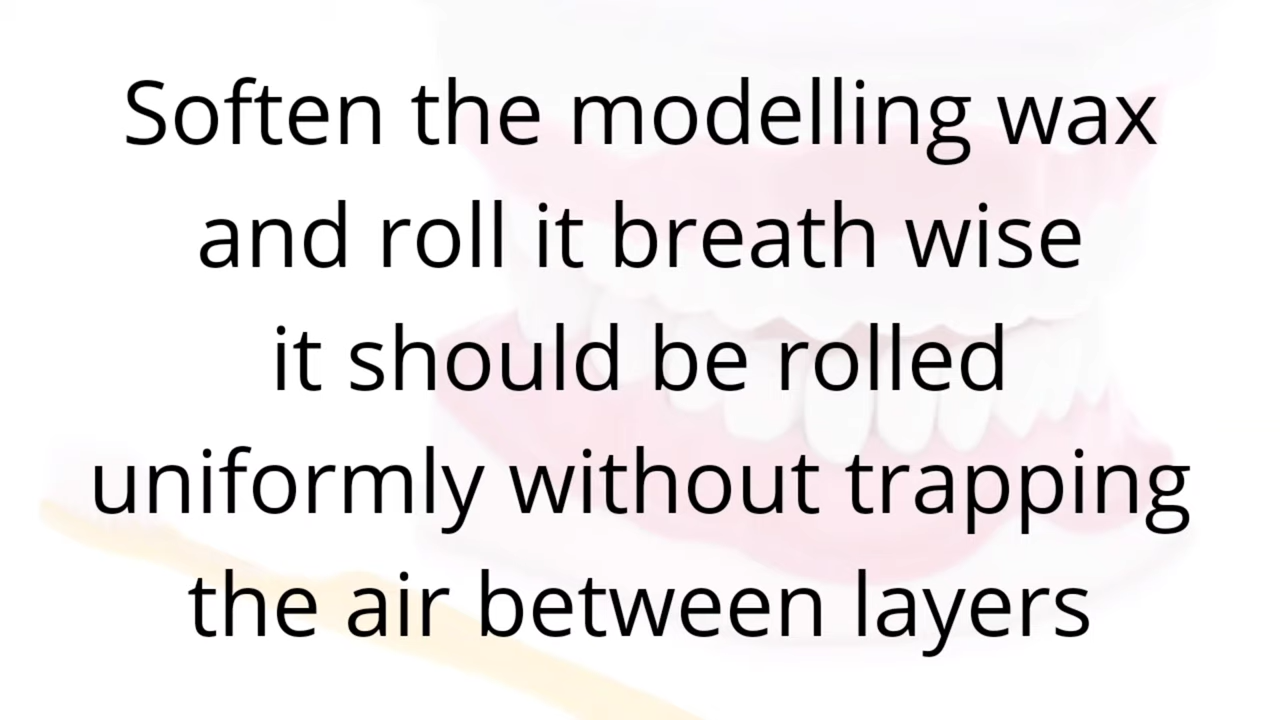 Soften the modelling wax
and roll it breath wise
it should be rolled
uniformly without trapping
the air between layers